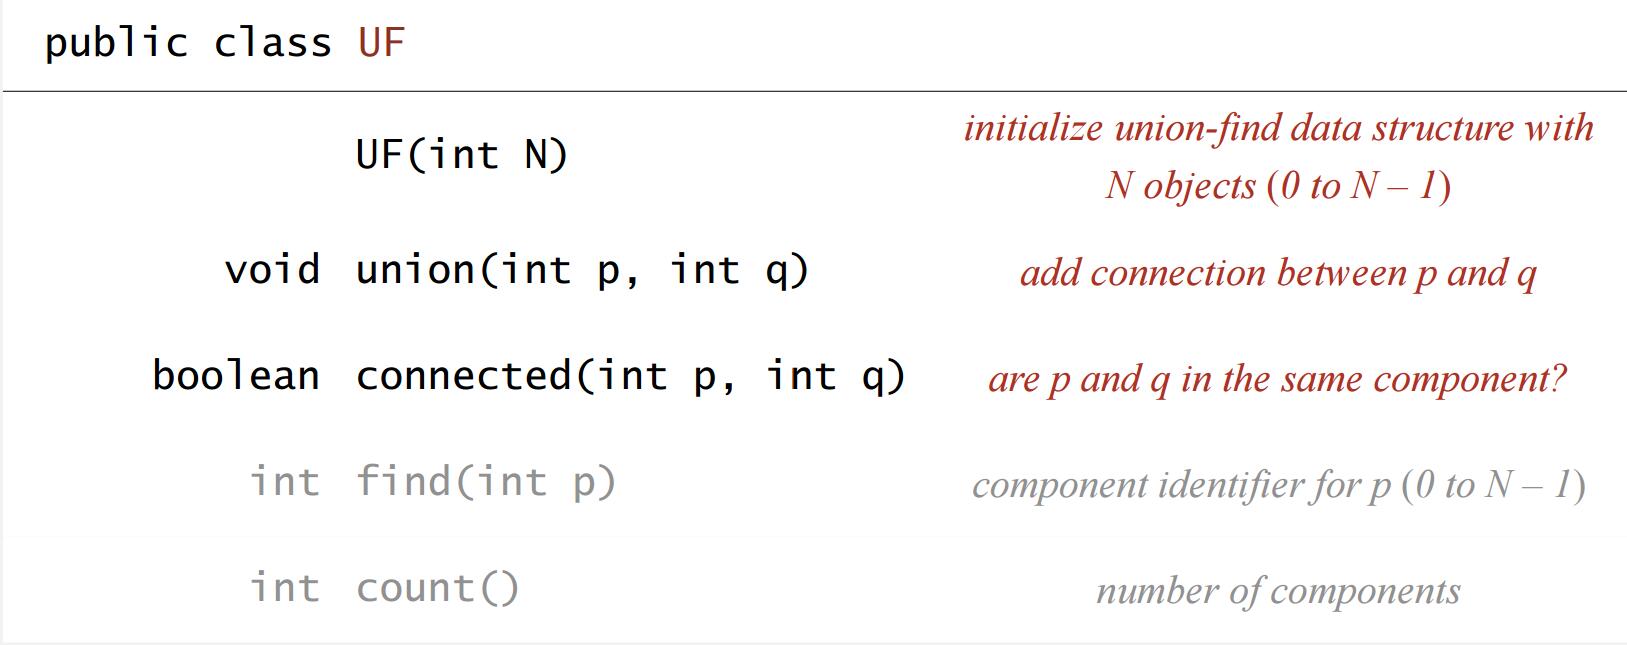 public class UF
UF(int N)
initialize union-find data structure with
N objects (0 to N – 1)
void union(int p, int q)
add connection between p and q
boolean connected(int p, int q)
are p and q in the same component?
int find(int p)
component identifier for p (0 to N – 1)
int count()
number of components